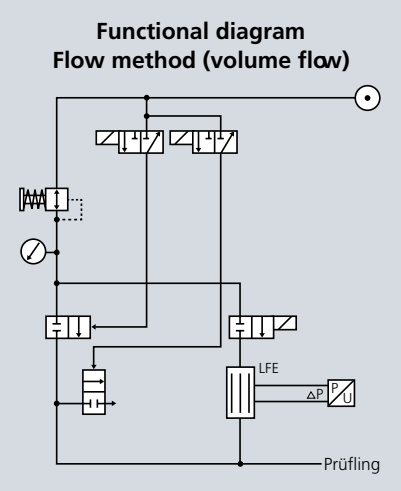 Functional diagram
Flow method (volume flow)
LFE
ΔP
P
U
Prüfling